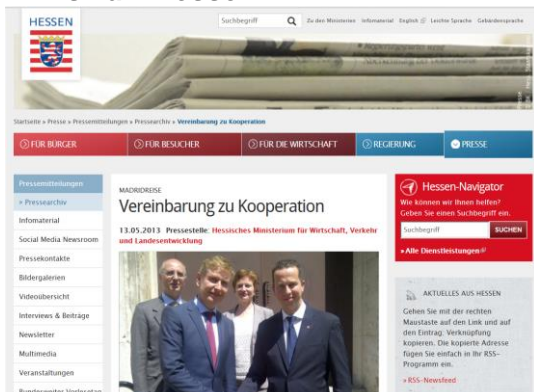 HESSEN
Suchbegriff
Zu den Ministerien Infomaterial English Leichte Sprache Gebärdensprache
Startseite » Presse » Pressemitteilungen » Pressearchiv » Vereinbarung zu Kooperation
FÜR BÜRGER FÜR BESUCHER FÜR DIE WIRTSCHAFT REGIERUNG PRESSE
Pressemitteilungen
» Pressearchiv
Infomaterial
Social Media Newsroom
Pressekontakte
Bildergalerien
Videoübersicht
Interviews & Beiträge
Newsletter
Multimedia
Veranstaltungen
MADRIDREISE
Vereinbarung zu Kooperation
13.05.2013 Pressestelle: Hessisches Ministerium für Wirtschaft, Verkehr
und Landesentwicklung
Hessen-Navigator
Wie können wir Ihnen helfen?
Geben Sie einen Suchbegriff ein.
Suchbegriff SUCHEN
» Alle Dienstleistungen
AKTUELLES AUS HESSEN
Gehen Sie mit der rechten
Maustaste auf den Link und auf
den Eintrag: Verknüpfung
kopieren. Die kopierte Adresse
fügen Sie einfach in Ihr RSS-
Programm ein.
» RSS-Newsfeed